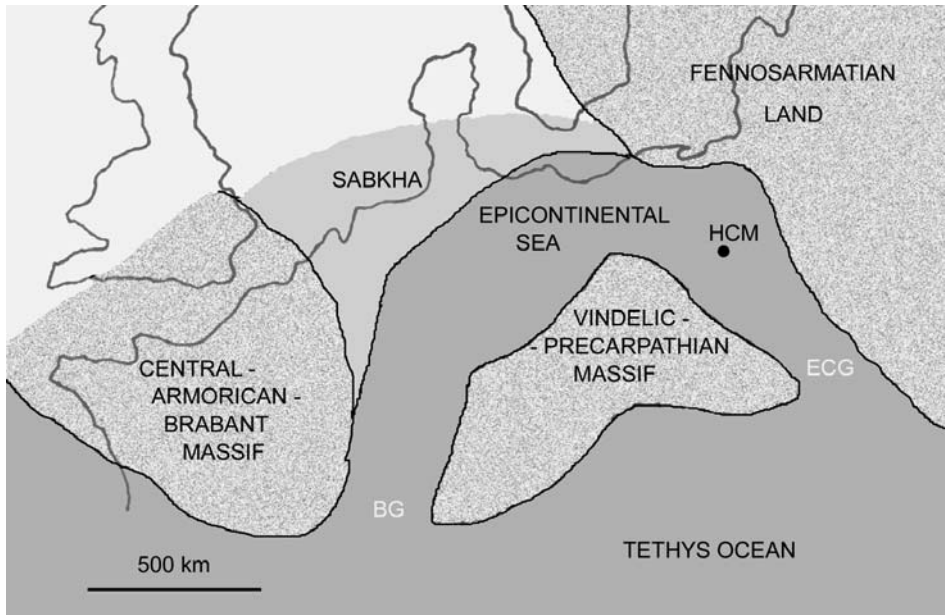 FENNOSARMATIAN
LAND
SABKHA
EPICONTINENTAL
SEA
HCM
VINDELIC -
- PRECARPATHIAN
MASSIF
ECG
CENTRAL -
ARMORICAN -
BRABANT
MASSIF
BG
TETHYS OCEAN
500 km